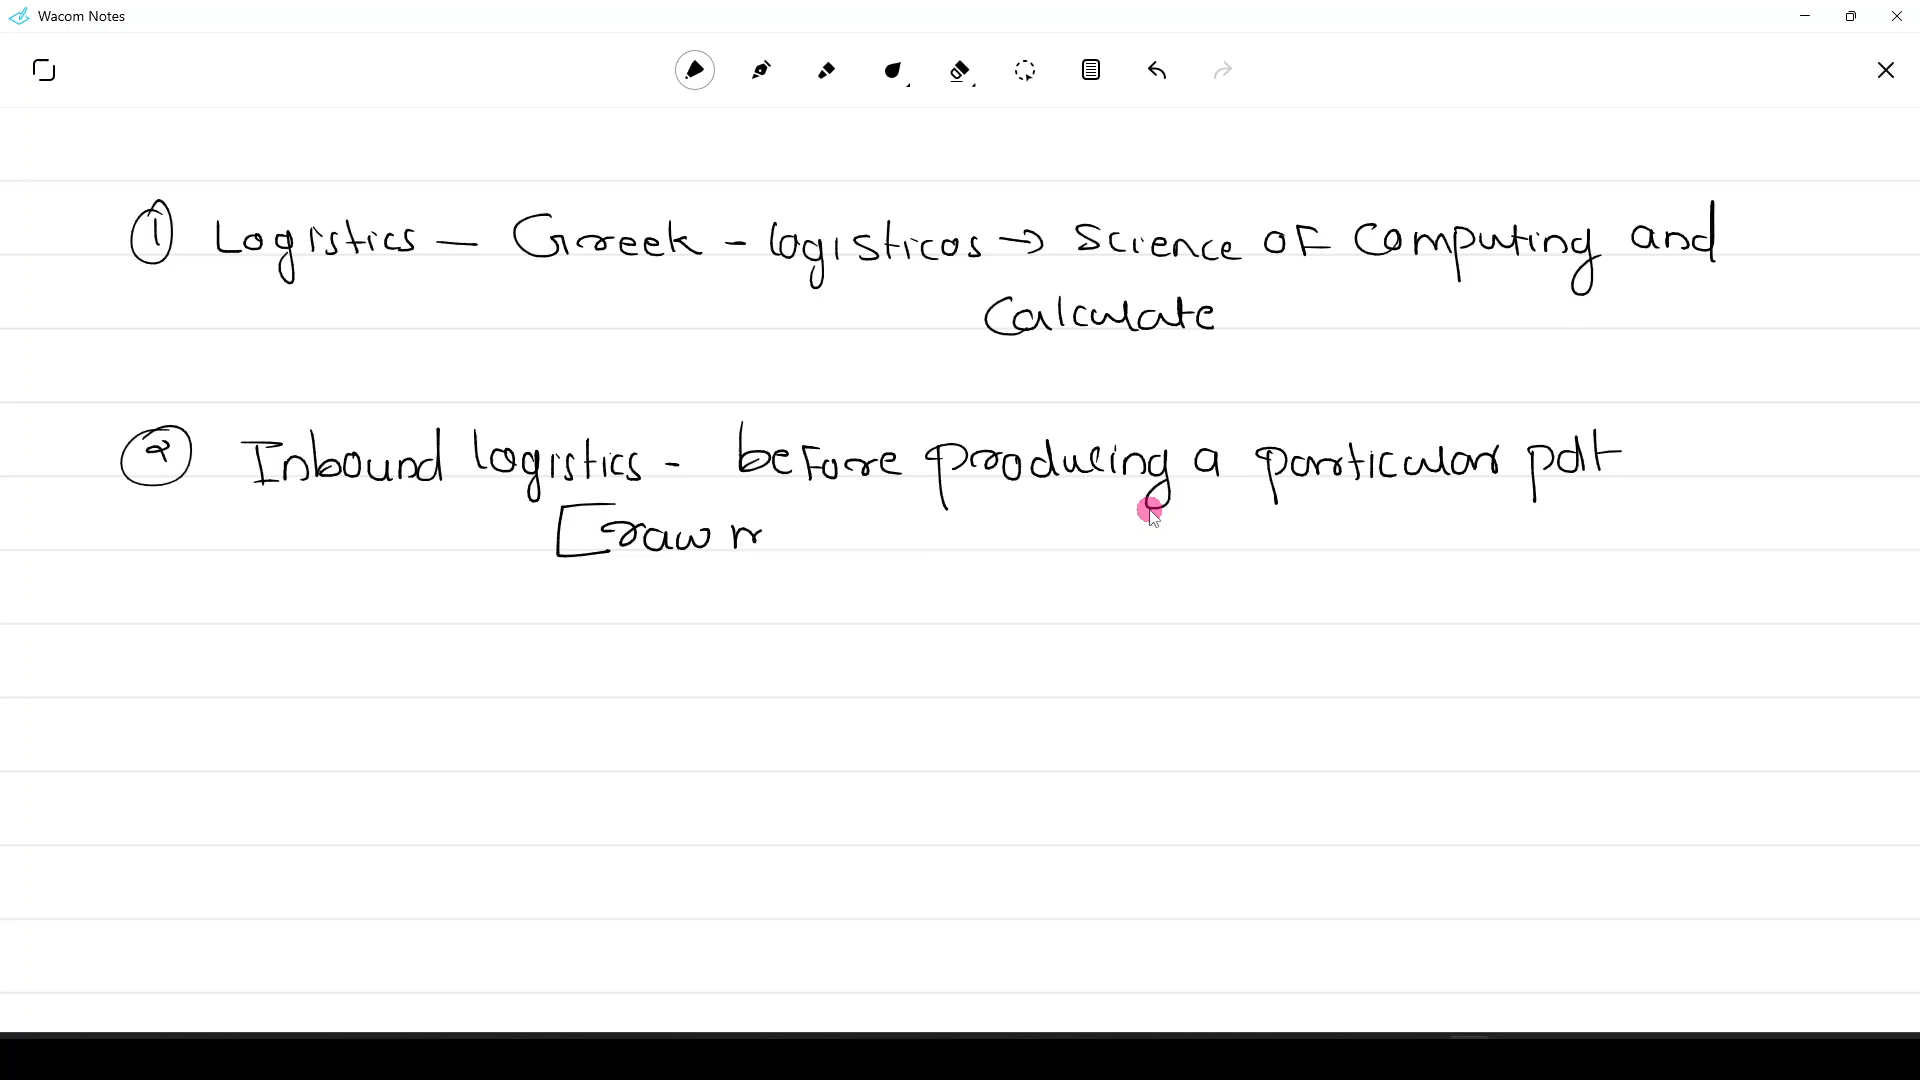 Wacom Notes
① Logistics — Greek - logisticos → Science of computing and
Calculate
② Inbound logistics - before producing a particular pdt
[raw